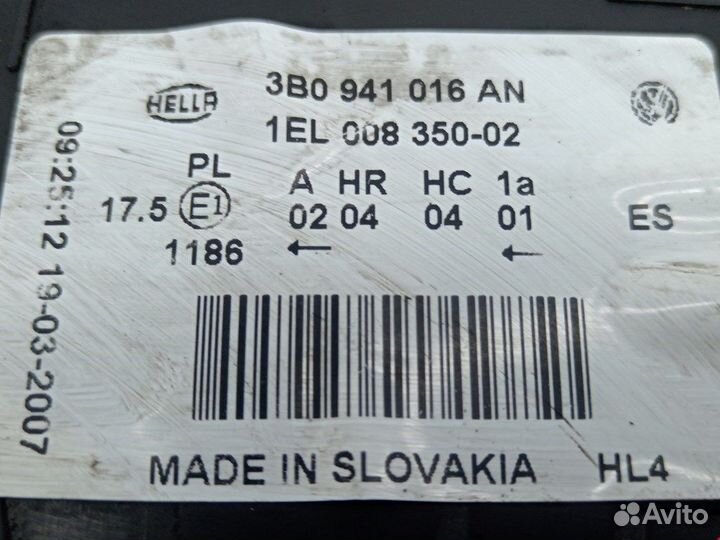 HELLA
3B0 941 016 AN
1EL 008 350-02
PL
A HR HC 1a
17.5 E1 02 04 04 01 ES
1186 ← ←
09:25:12 19-03-2007
MADE IN SLOVAKIA HL4
Avito